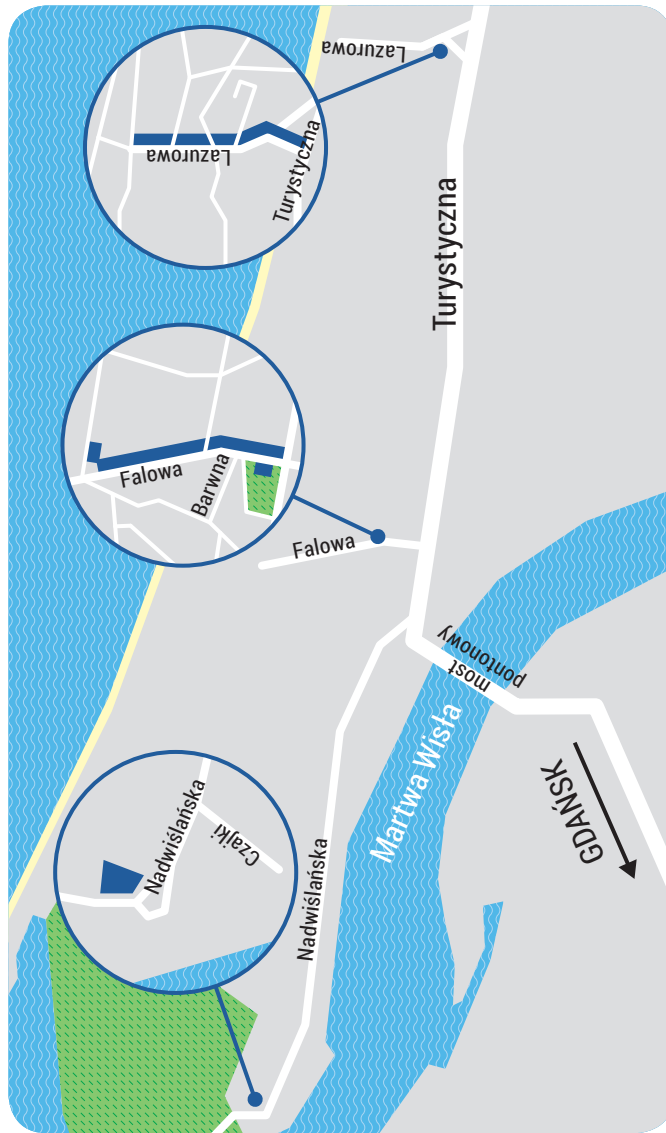 Lazurowa
Lazurowa
Turystyczna
Turystyczna
Falowa
Barwna
Falowa
most
pontonowy
Martwa Wisła
GDAŃSK
Nadwiślańska
Czajki
Nadwiślańska